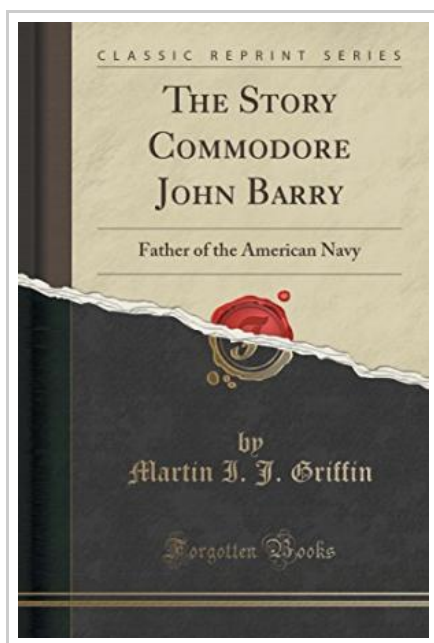 CLASSIC REPRINT SERIES
THE STORY
COMMODORE
JOHN BARRY
Father of the American Navy
by
Martin I. J. Griffin
Forgotten Books